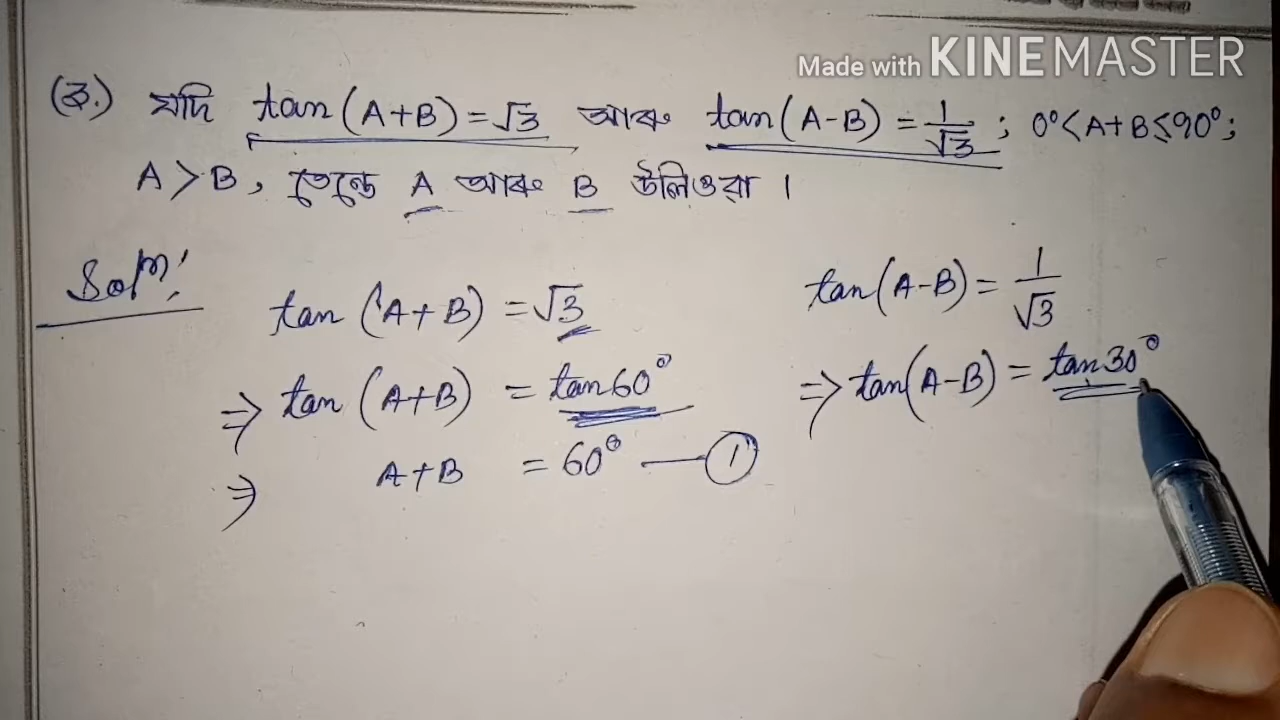 Made with KINEMASTER
(ক.) যদি tan(A+B)=√3 আৰু tan(A-B)=1/√3 ; 0°<A+B≤90°;
A>B, তেন্তে A আৰু B উলিওৱা ।
Solⁿ:
tan(A+B)=√3
tan(A-B)=1/√3
⇒ tan(A+B) = tan60°
⇒ tan(A-B) = tan30°
⇒ A+B = 60° — ①